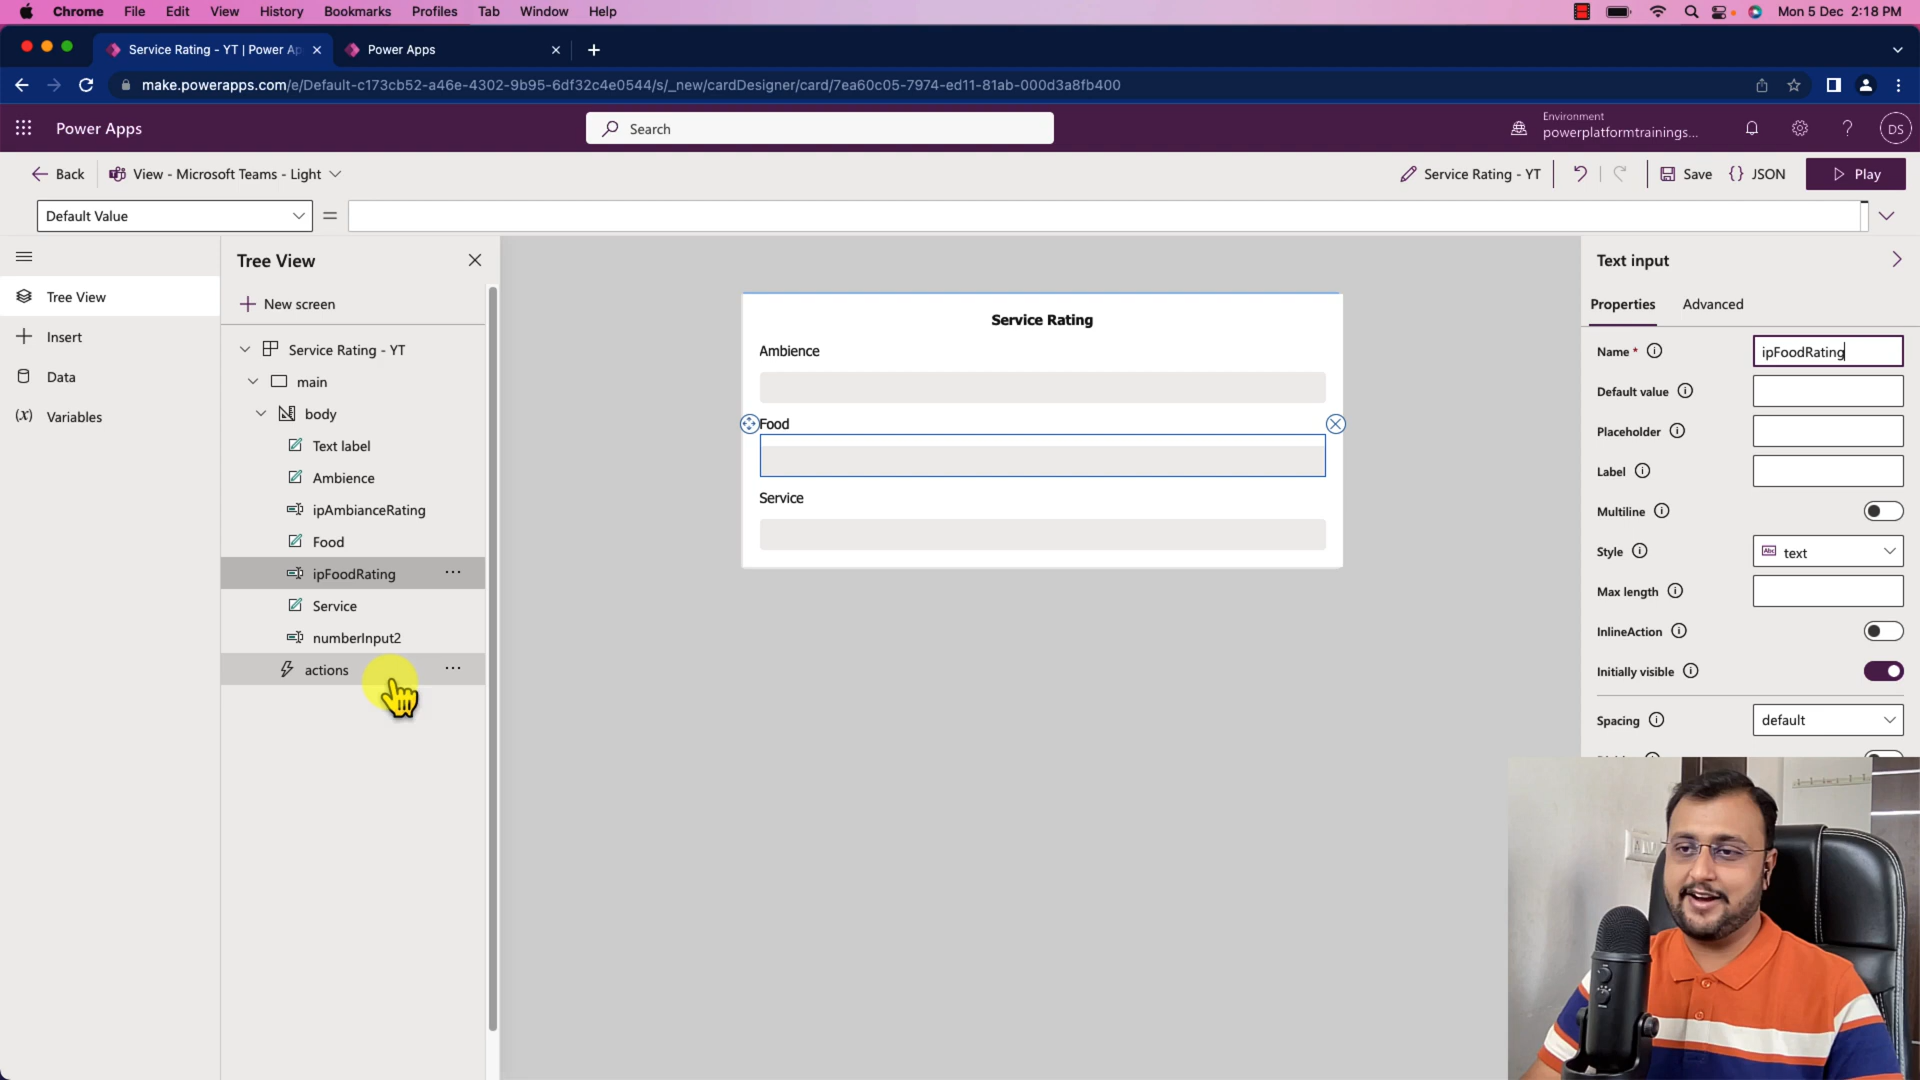 Chrome File Edit View History Bookmarks Profiles Tab Window Help Mon 5 Dec 2:18 PM
Service Rating - YT | Power Ap Power Apps
make.powerapps.com/e/Default-c173cb52-a46e-4302-9b95-6df32c4e0544/s/_new/cardDesigner/card/7ea60c05-7974-ed11-81ab-000d3a8fb400
Power Apps Search Environment
powerplatformtrainings... DS
Back View - Microsoft Teams - Light Service Rating - YT Save {} JSON Play
Default Value =
Tree View
New screen
Tree View
Insert
Data
(x) Variables
Service Rating - YT
main
body
Text label
Ambience
ipAmbianceRating
Food
ipFoodRating ...
Service
numberInput2
actions ...
Service Rating
Ambience
Food
Service
Text input
Properties Advanced
Name * ipFoodRating
Default value
Placeholder
Label
Multiline
Style Abc text
Max length
InlineAction
Initially visible
Spacing default